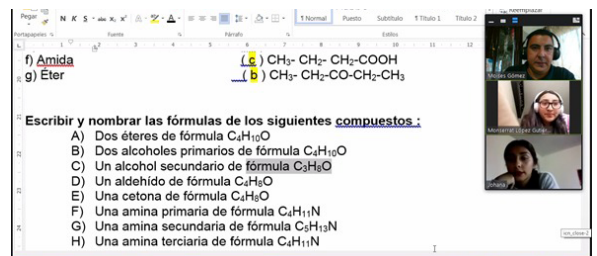 Pegar
N K S
¶ Normal Puesto Subtítulo ¶ Título 1 Título 2
Reemplazar
Portapapeles Fuente Párrafo Estilos
f) Amida ( c ) CH₃- CH₂- CH₂-COOH
g) Éter ( b ) CH₃- CH₂-CO-CH₂-CH₃
Escribir y nombrar las fórmulas de los siguientes compuestos :
A) Dos éteres de fórmula C₄H₁₀O
B) Dos alcoholes primarios de fórmula C₄H₁₀O
C) Un alcohol secundario de fórmula C₃H₈O
D) Un aldehído de fórmula C₄H₈O
E) Una cetona de fórmula C₄H₈O
F) Una amina primaria de fórmula C₄H₁₁N
G) Una amina secundaria de fórmula C₅H₁₃N
H) Una amina terciaria de fórmula C₄H₁₁N
Moises Gómez
Monserrat López
Johana